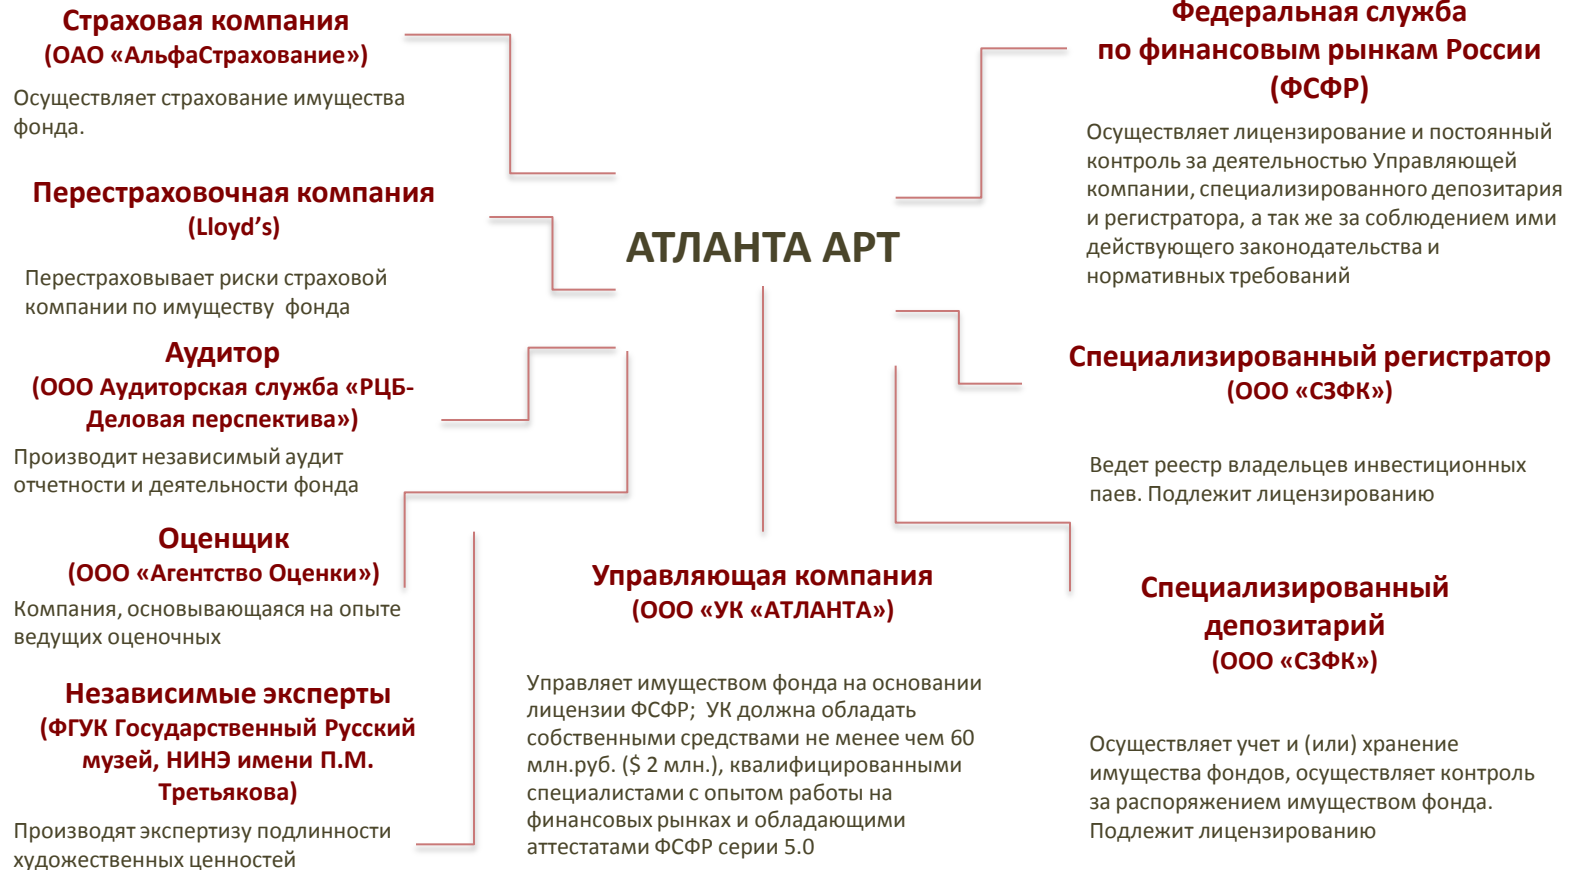 Страховая компания
(ОАО «АльфаСтрахование»)
Осуществляет страхование имущества
фонда.
Перестраховочная компания
(Lloyd’s)
Перестраховывает риски страховой
компании по имуществу  фонда
Аудитор
(ООО Аудиторская служба «РЦБ-
Деловая перспектива»)
Производит независимый аудит
отчетности и деятельности фонда
Оценщик
(ООО «Агентство Оценки»)
Компания, основывающаяся на опыте
ведущих оценочных
Независимые эксперты
(ФГУК Государственный Русский
музей, НИНЭ имени П.М.
Третьякова)
Производят экспертизу подлинности
художественных ценностей
АТЛАНТА АРТ
Управляющая компания
(ООО «УК «АТЛАНТА»)
Управляет имуществом фонда на основании
лицензии ФСФР;  УК должна обладать
собственными средствами не менее чем 60
млн.руб. ($ 2 млн.), квалифицированными
специалистами с опытом работы на
финансовых рынках и обладающими
аттестатами ФСФР серии 5.0
Федеральная служба
по финансовым рынкам России
(ФСФР)
Осуществляет лицензирование и постоянный
контроль за деятельностью Управляющей
компании, специализированного депозитария
и регистратора, а так же за соблюдением ими
действующего законодательства и
нормативных требований
Специализированный регистратор
(ООО «СЗФК»)
Ведет реестр владельцев инвестиционных
паев. Подлежит лицензированию
Специализированный
депозитарий
(ООО «СЗФК»)
Осуществляет учет и (или) хранение
имущества фондов, осуществляет контроль
за распоряжением имуществом фонда.
Подлежит лицензированию